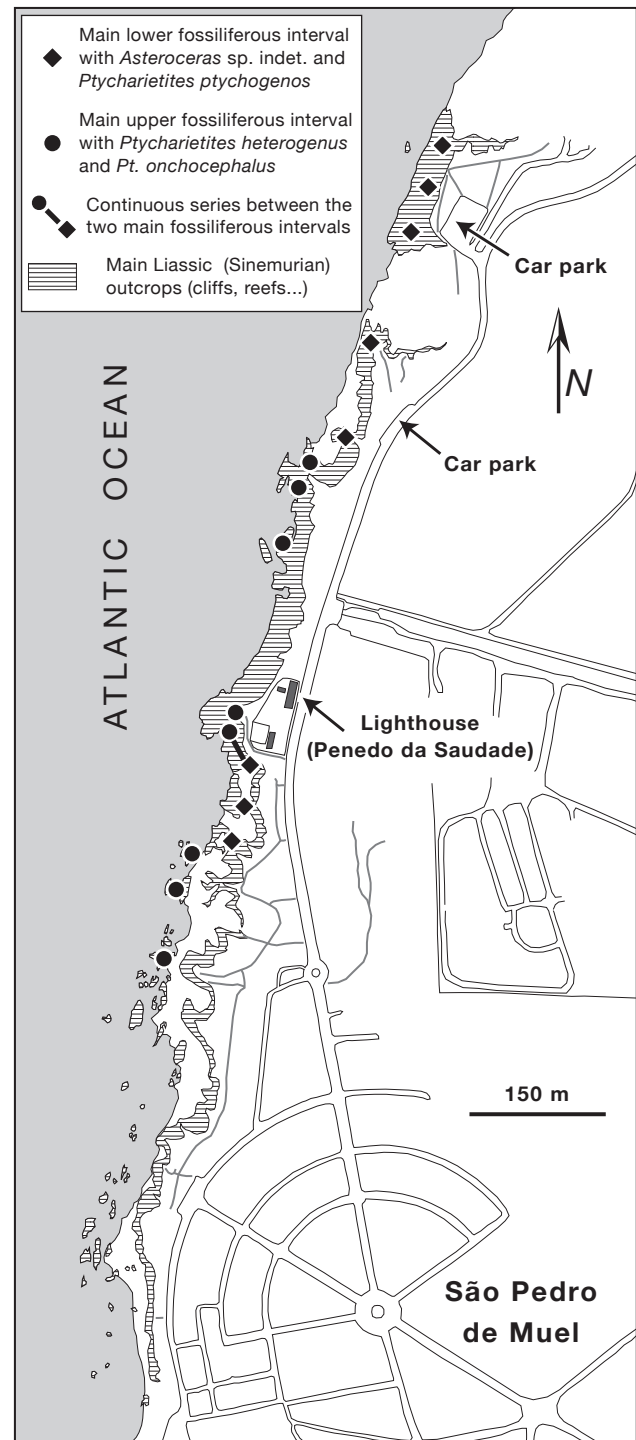 Main lower fossiliferous interval
with Asteroceras sp. indet. and
Ptycharietites ptychogenos
Main upper fossiliferous interval
with Ptycharietites heterogenus
and Pt. onchocephalus
Continuous series between the
two main fossiliferous intervals
Main Liassic (Sinemurian)
outcrops (cliffs, reefs...)
Car park
N
Car park
ATLANTIC OCEAN
Lighthouse
(Penedo da Saudade)
150 m
São Pedro
de Muel